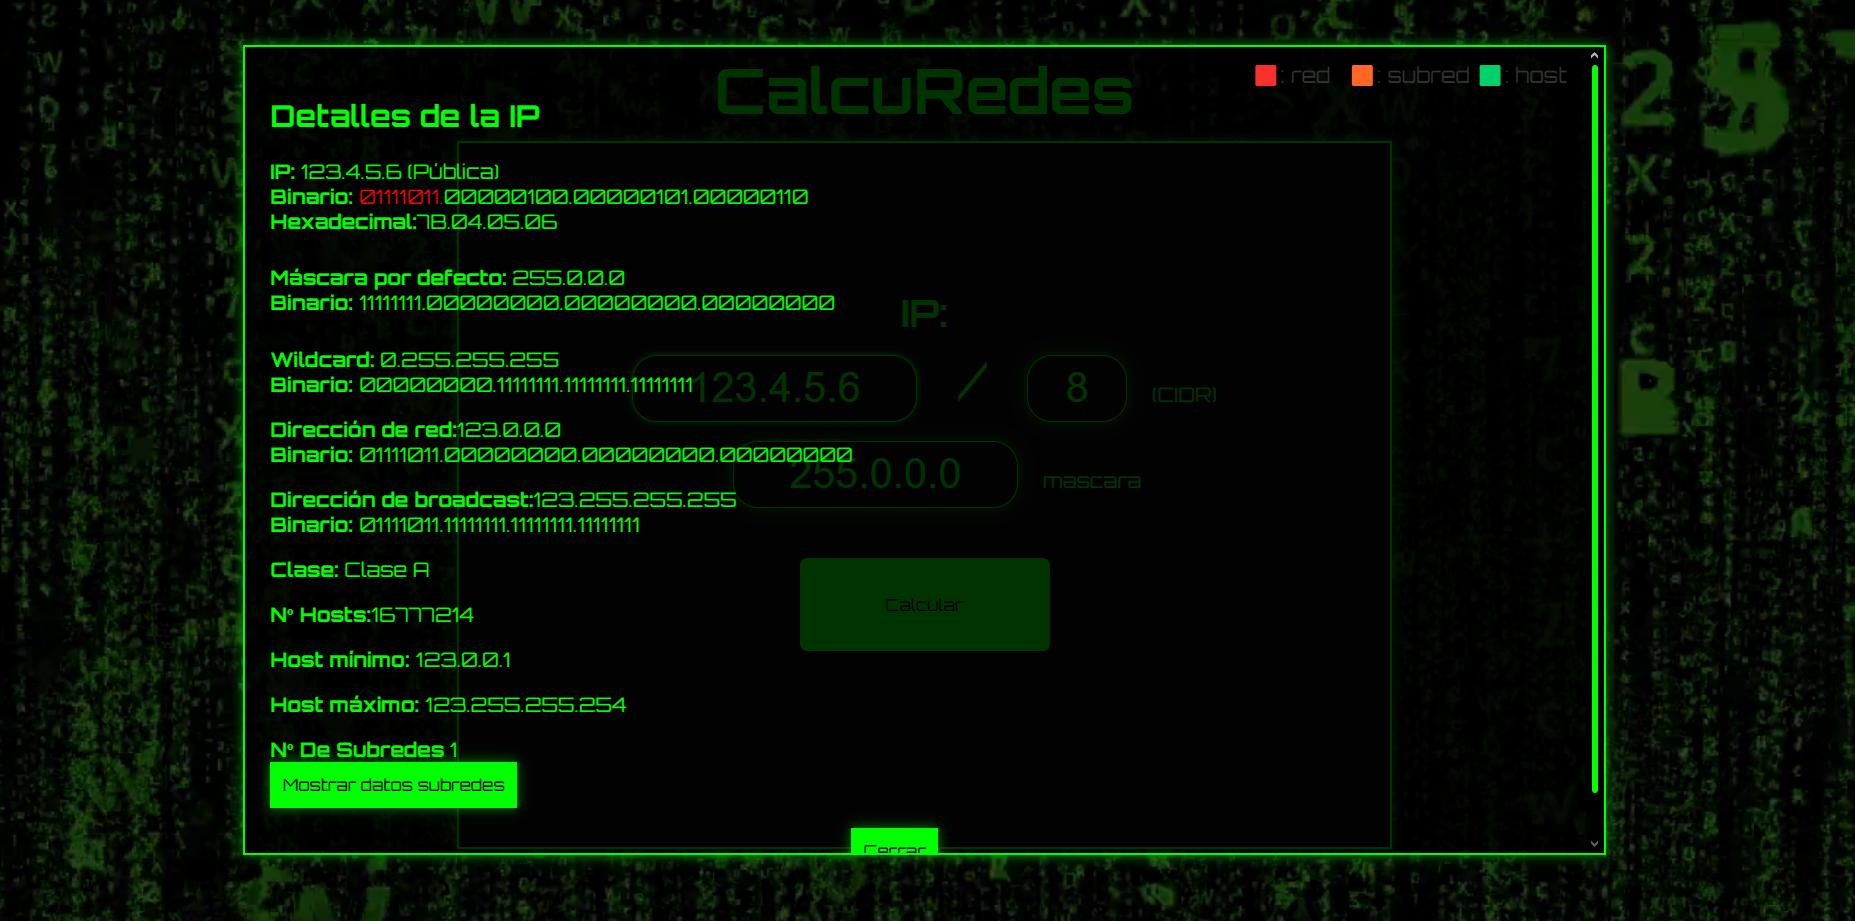 CalcuRedes
: red : subred : host
Detalles de la IP
IP: 123.4.5.6 (Pública)
Binario: 01111011.00000100.00000101.00000110
Hexadecimal:7B.04.05.06
Máscara por defecto: 255.0.0.0
Binario: 11111111.00000000.00000000.00000000
IP:
Wildcard: 0.255.255.255
Binario: 00000000.11111111.11111111.11111111
123.4.5.6 / 8 (CIDR)
Dirección de red:123.0.0.0
Binario: 01111011.00000000.00000000.00000000
255.0.0.0 mascara
Dirección de broadcast:123.255.255.255
Binario: 01111011.11111111.11111111.11111111
Clase: Clase A
Calcular
Nº Hosts:16777214
Host mínimo: 123.0.0.1
Host máximo: 123.255.255.254
Nº De Subredes 1
Mostrar datos subredes
Cerrar